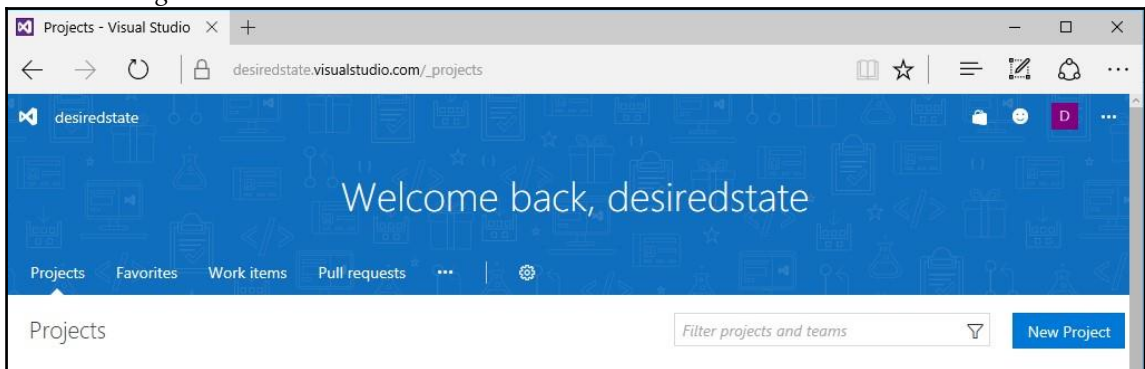 Projects - Visual Studio
desiredstate.visualstudio.com/_projects
desiredstate
D
Welcome back, desiredstate
Projects Favorites Work items Pull requests
Projects
Filter projects and teams
New Project